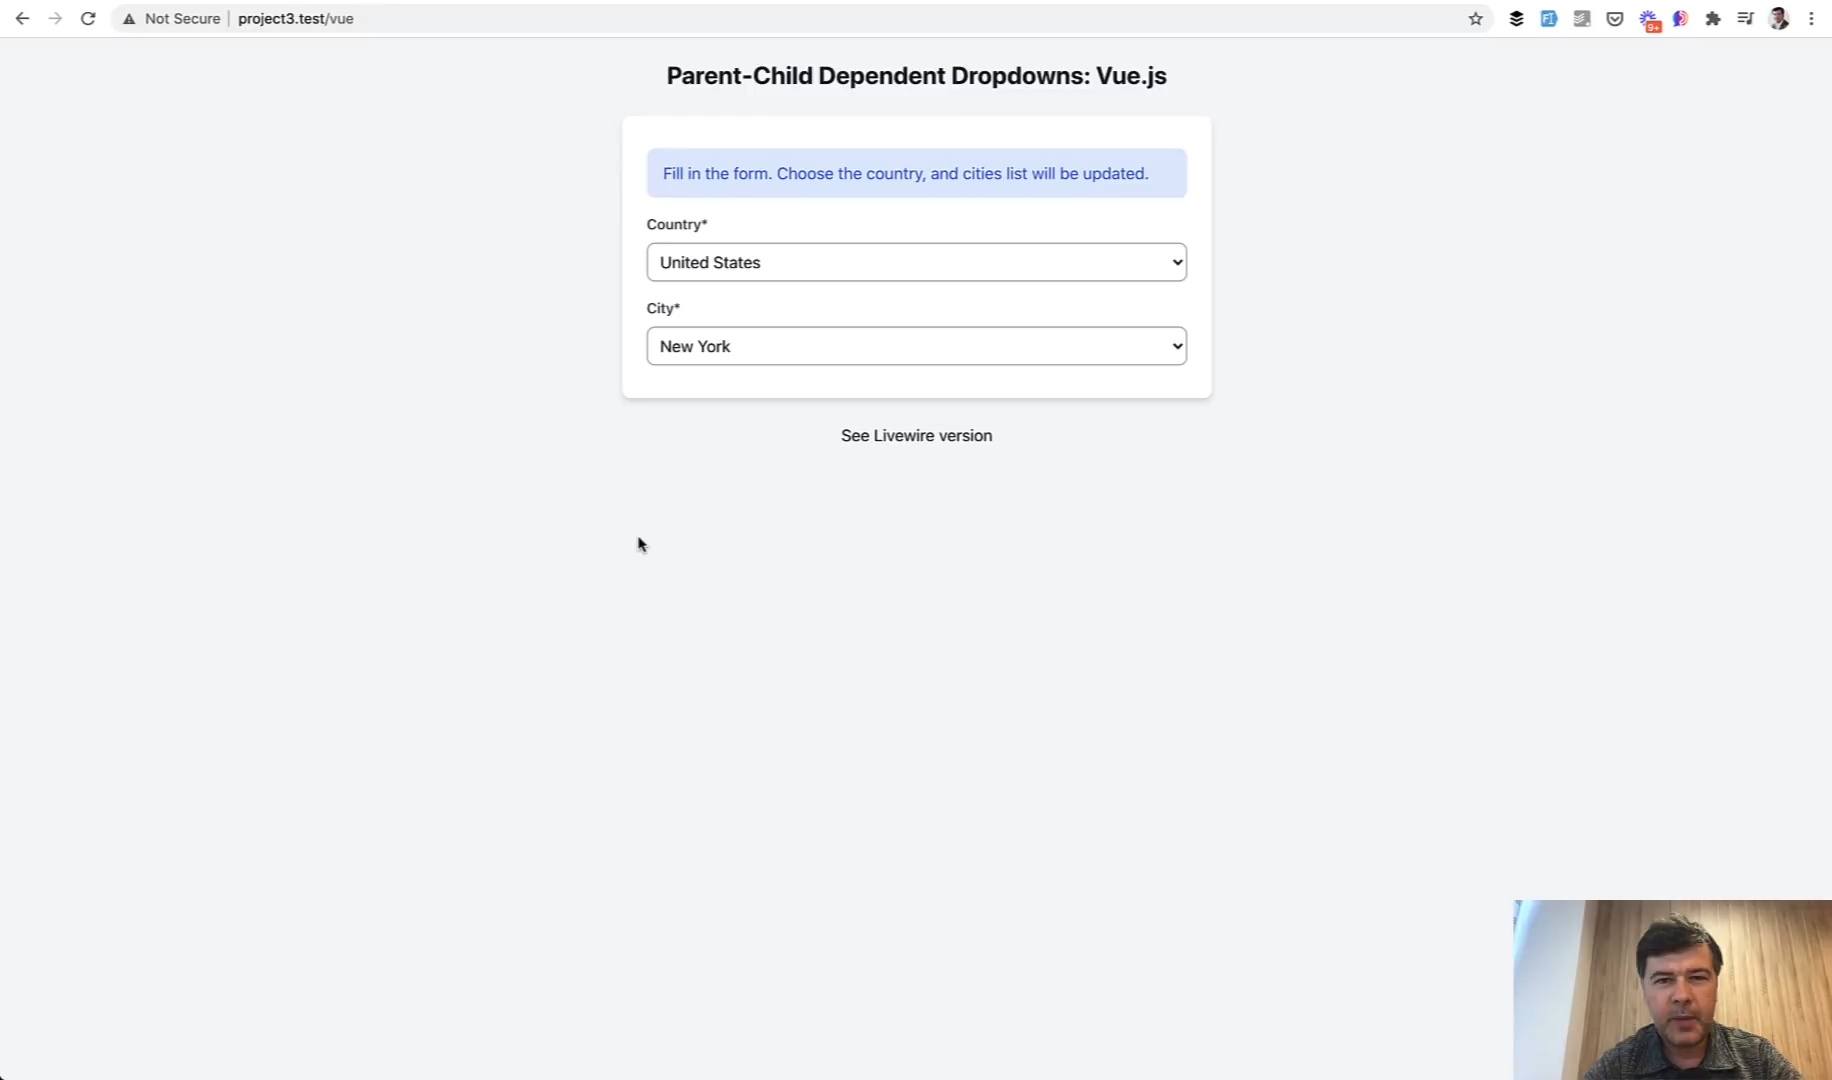 Not Secure | project3.test/vue
9+
Parent-Child Dependent Dropdowns: Vue.js
Fill in the form. Choose the country, and cities list will be updated.
Country*
United States
City*
New York
See Livewire version